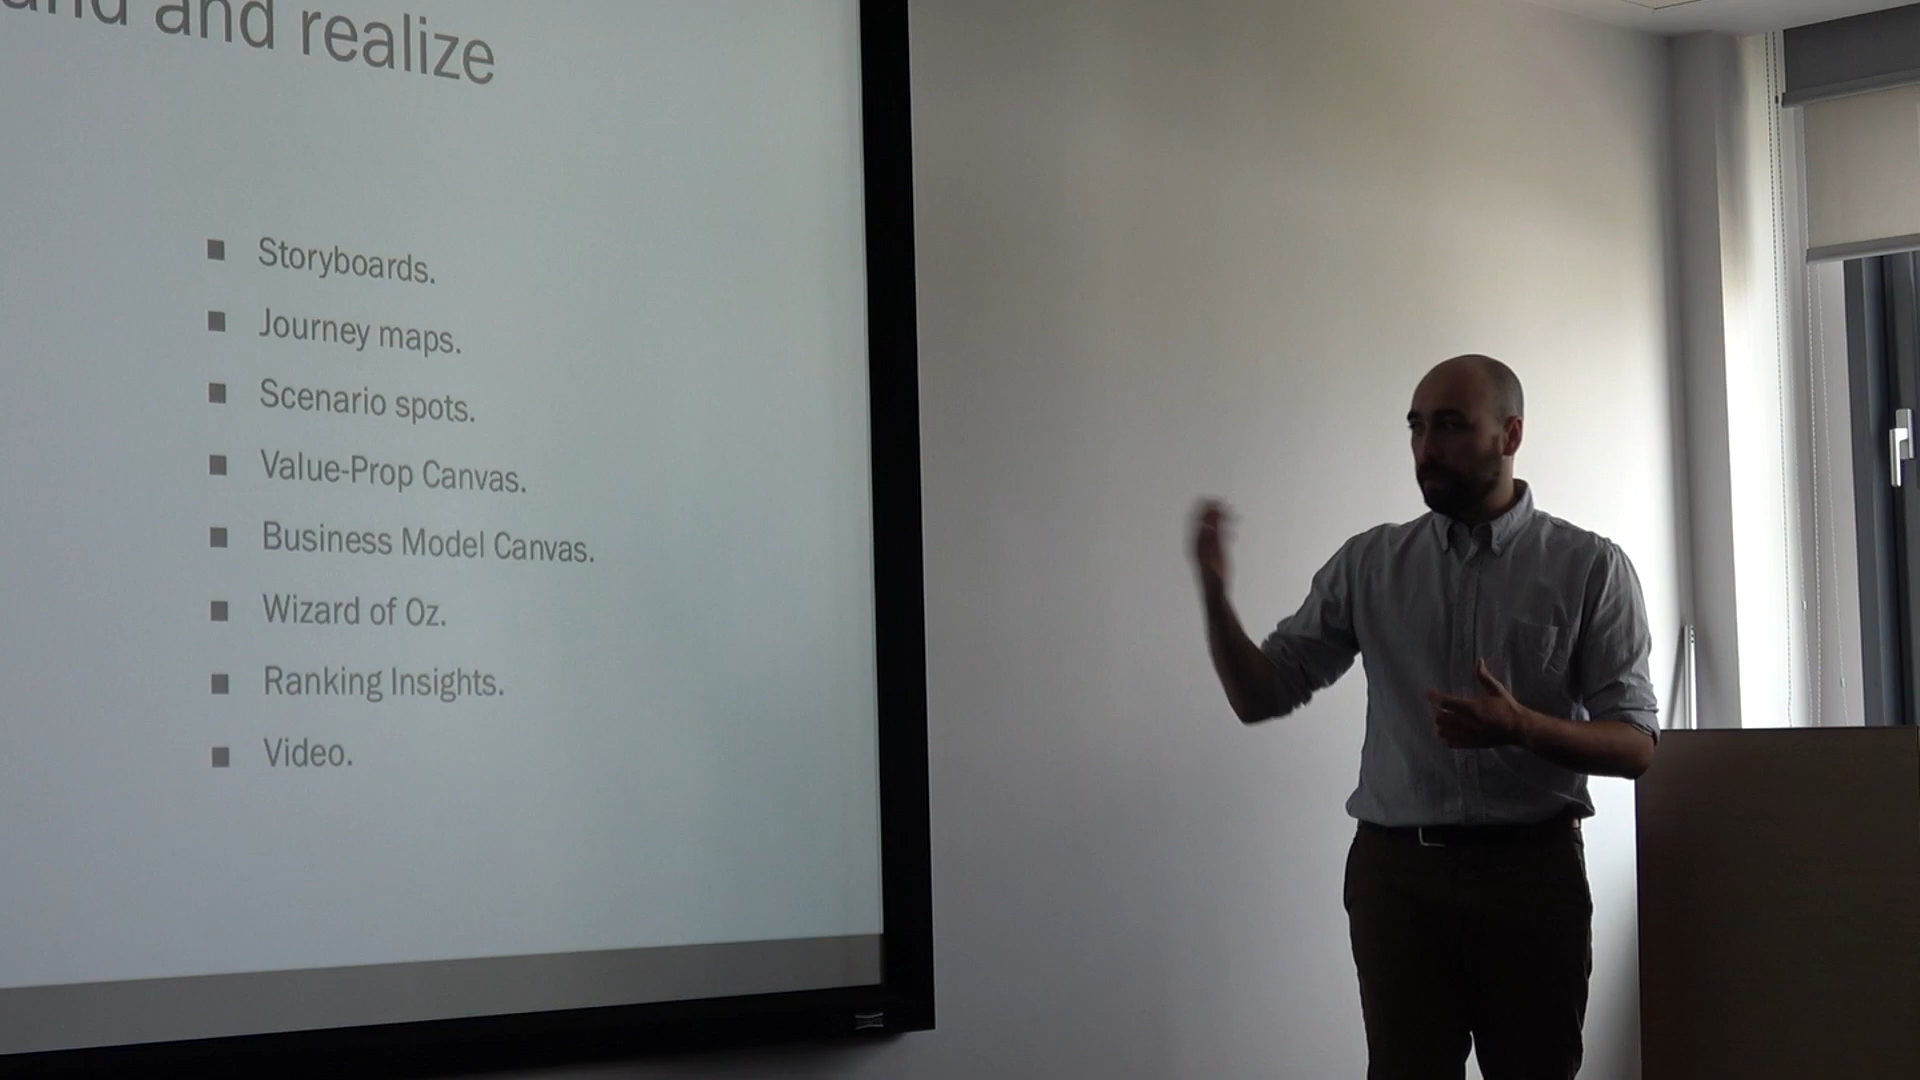 and realize
Storyboards.
Journey maps.
Scenario spots.
Value-Prop Canvas.
Business Model Canvas.
Wizard of Oz.
Ranking Insights.
Video.